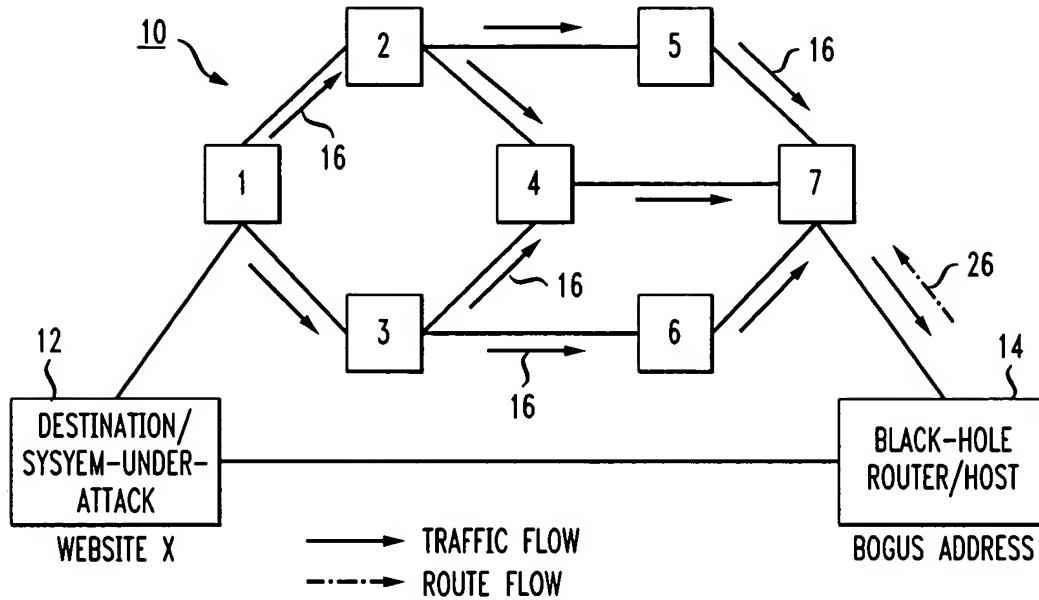 10
2
5
16
16
1
4
7
16
26
3
6
12
16
14
DESTINATION/
SYSYEM-UNDER-
ATTACK
BLACK-HOLE
ROUTER/HOST
WEBSITE X
TRAFFIC FLOW
BOGUS ADDRESS
ROUTE FLOW